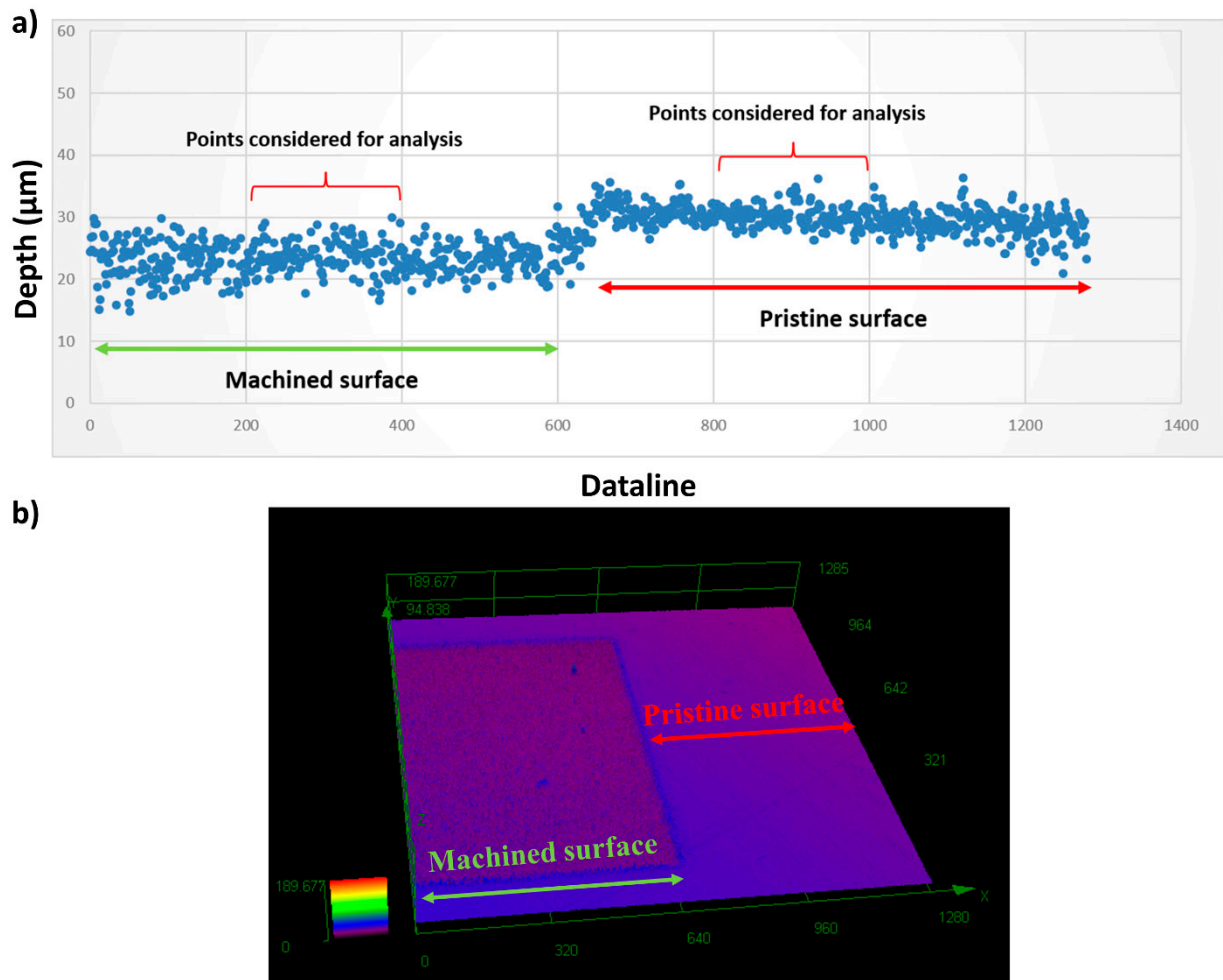 a)
60
50
40
30
20
10
0
Depth (µm)
Points considered for analysis
Points considered for analysis
Machined surface
Pristine surface
0 200 400 600 800 1000 1200 1400
Dataline
b)
189.677
94.838
Y
1285
964
642
321
Pristine surface
Machined surface
189.677
0
0 320 640 960 1280
X